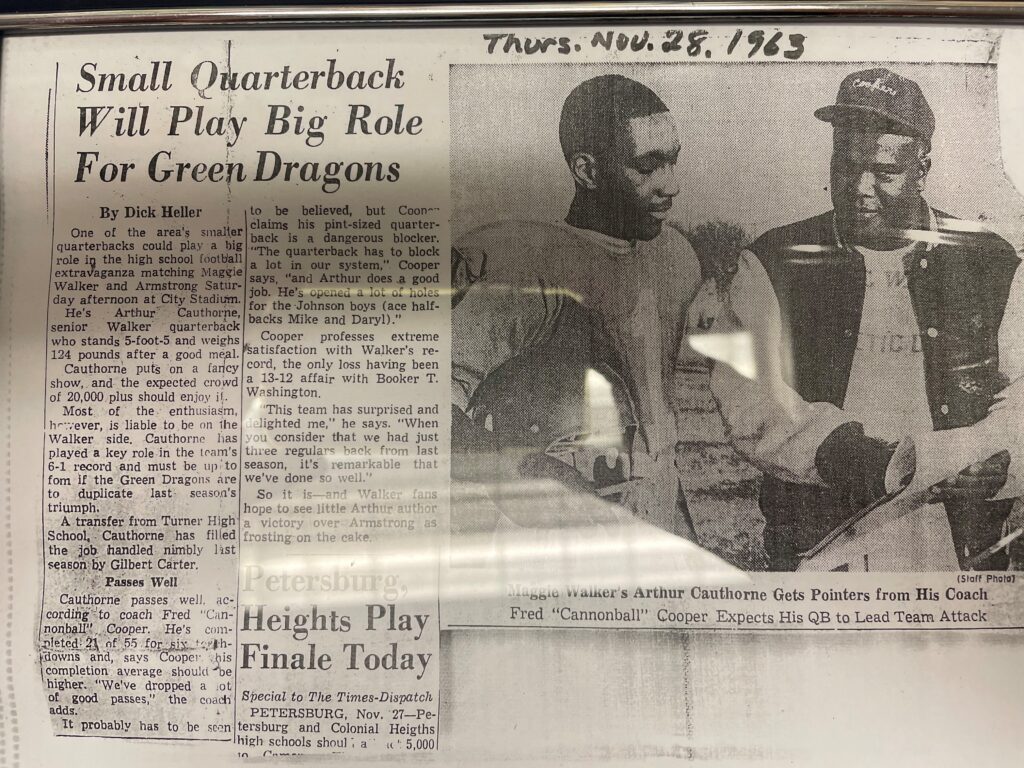 Thurs. Nov. 28, 1963
Small Quarterback
Will Play Big Role
For Green Dragons
By Dick Heller
One of the area's smaller
quarterbacks could play a big
role in the high school football
extravaganza matching Maggie
Walker and Armstrong Satur-
day afternoon at City Stadium.
He's Arthur Cauthorne,
senior Walker quarterback
who stands 5-foot-5 and weighs
124 pounds after a good meal.
Cauthorne puts on a fancy
show, and the expected crowd
of 20,000 plus should enjoy it.
Most of the enthusiasm,
however, is liable to be on the
Walker side. Cauthorne has
played a key role in the team's
6-1 record and must be up to
fom if the Green Dragons are
to duplicate last season's
triumph.
A transfer from Turner High
School, Cauthorne has filled
the job handled nimbly last
season by Gilbert Carter.
Passes Well
Cauthorne passes well, ac-
cording to coach Fred "Can-
nonball" Cooper. He's com-
pleted 21 of 55 for six touch-
downs and, says Cooper, his
completion average should be
higher. "We've dropped a lot
of good passes," the coach
adds.
It probably has to be seen
to be believed, but Cooper
claims his pint-sized quarter-
back is a dangerous blocker.
"The quarterback has to block
a lot in our system," Cooper
says, "and Arthur does a good
job. He's opened a lot of holes
for the Johnson boys (ace half-
backs Mike and Daryl)."
Cooper professes extreme
satisfaction with Walker's re-
cord, the only loss having been
a 13-12 affair with Booker T.
Washington.
"This team has surprised and
delighted me," he says. "When
you consider that we had just
three regulars back from last
season, it's remarkable that
we've done so well."
So it is—and Walker fans
hope to see little Arthur author
a victory over Armstrong as
frosting on the cake.
Petersburg,
Heights Play
Finale Today
Special to The Times-Dispatch
PETERSBURG, Nov. 27—Pe-
tersburg and Colonial Heigths
high schools shoul a 5,000
Coopers
TIC
(Staff Photo)
Maggie Walker's Arthur Cauthorne Gets Pointers from His Coach
Fred "Cannonball" Cooper Expects His QB to Lead Team Attack